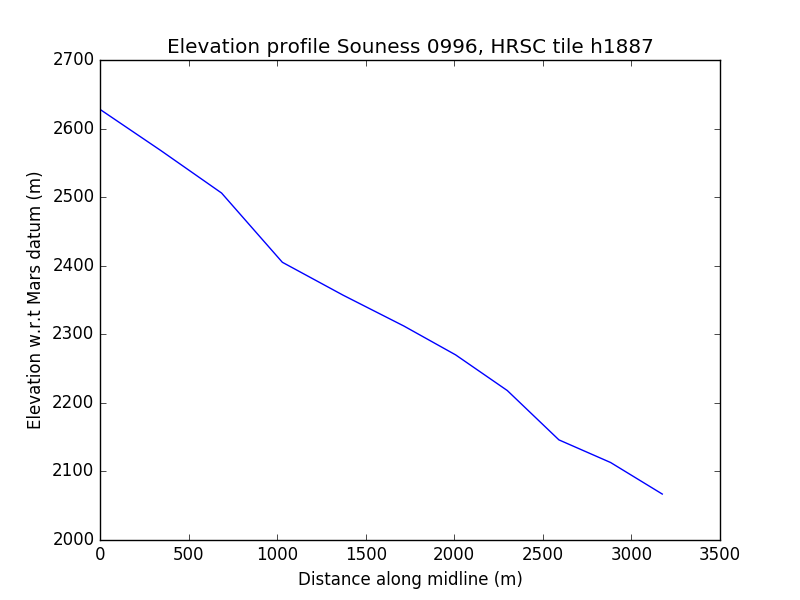 Elevation profile Souness 0996, HRSC tile h1887
2700
2600
2500
2400
2300
2200
2100
2000
Elevation w.r.t Mars datum (m)
0 500 1000 1500 2000 2500 3000 3500
Distance along midline (m)